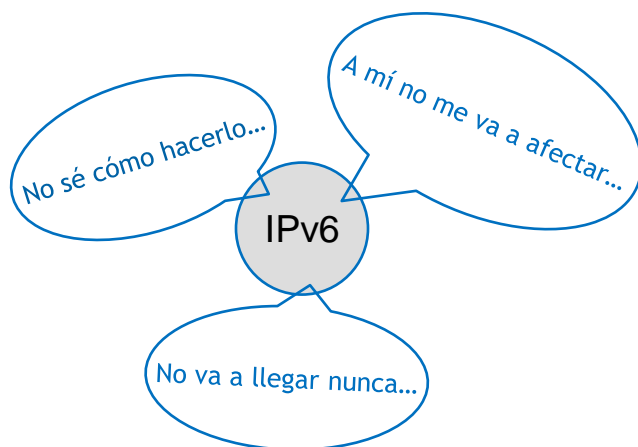 A mí no me va a afectar...
No sé cómo hacerlo...
IPv6
No va a llegar nunca...